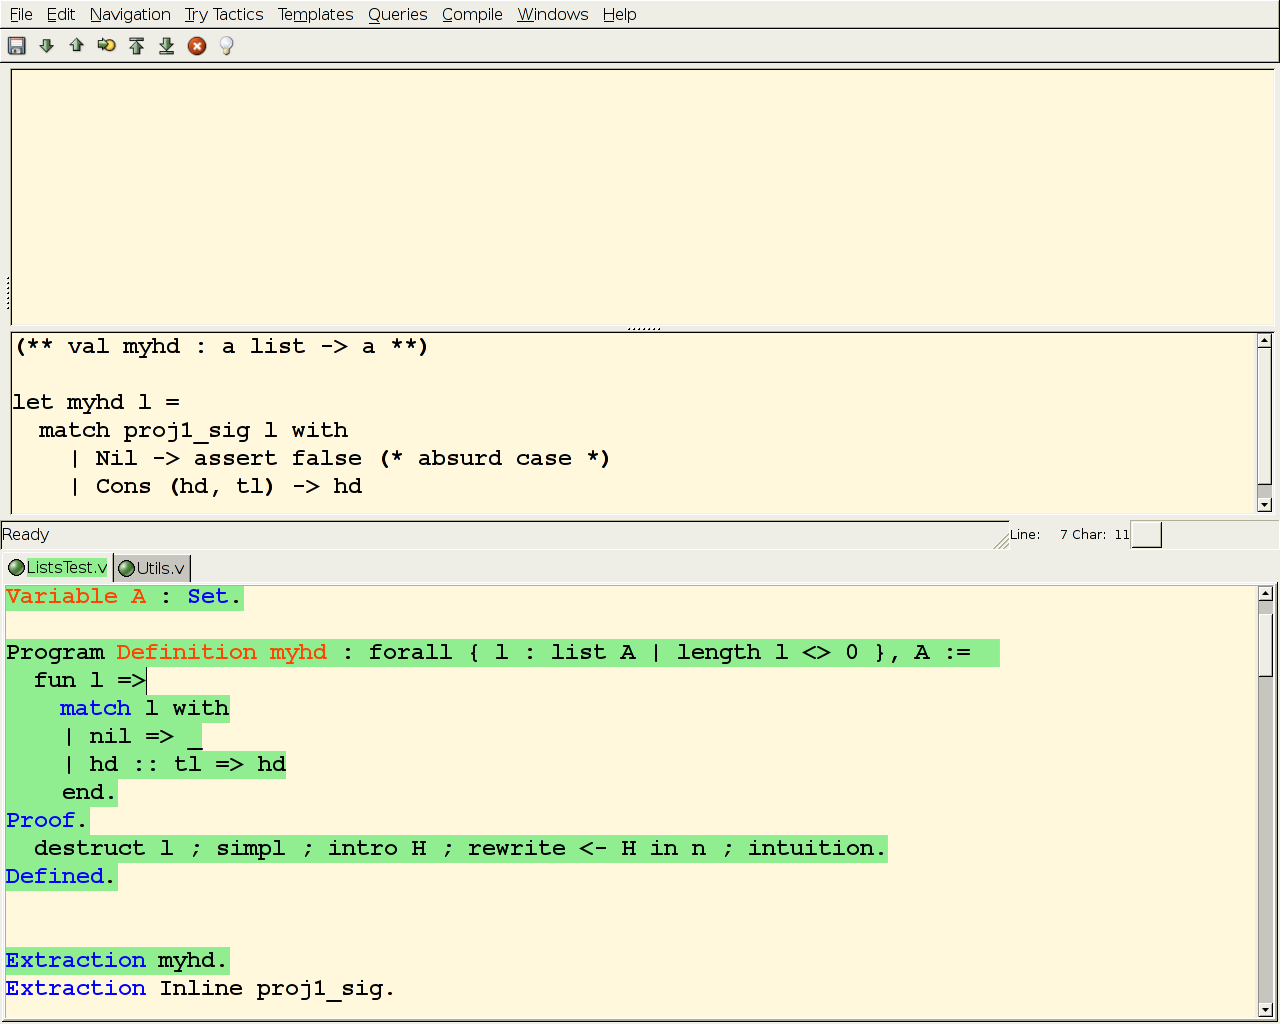 File Edit Navigation Try Tactics Templates Queries Compile Windows Help
(** val myhd : a list -> a **)
let myhd l =
match proj1_sig l with
| Nil -> assert false (* absurd case *)
| Cons (hd, tl) -> hd
Ready Line: 7 Char: 11
ListsTest.v Utils.v
Variable A : Set.
Program Definition myhd : forall { l : list A | length l <> 0 }, A :=
fun l =>
match l with
| nil => _
| hd :: tl => hd
end.
Proof.
destruct l ; simpl ; intro H ; rewrite <- H in n ; intuition.
Defined.
Extraction myhd.
Extraction Inline proj1_sig.